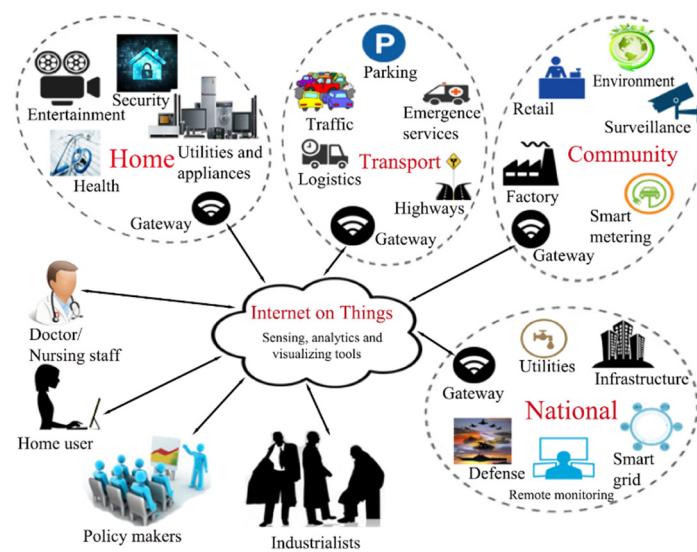 Entertainment
Security
Home
Utilities and
appliances
Health
Gateway
P
Parking
Traffic
Emergence
services
Logistics
Transport
Highways
Gateway
Environment
Retail
Surveillance
Community
Factory
Smart
metering
Gateway
Internet on Things
Sensing, analytics and
visualizing tools
Doctor/
Nursing staff
Home user
Policy makers
Industrialists
Utilities
Infrastructure
Gateway
National
Defense
Remote monitoring
Smart
grid